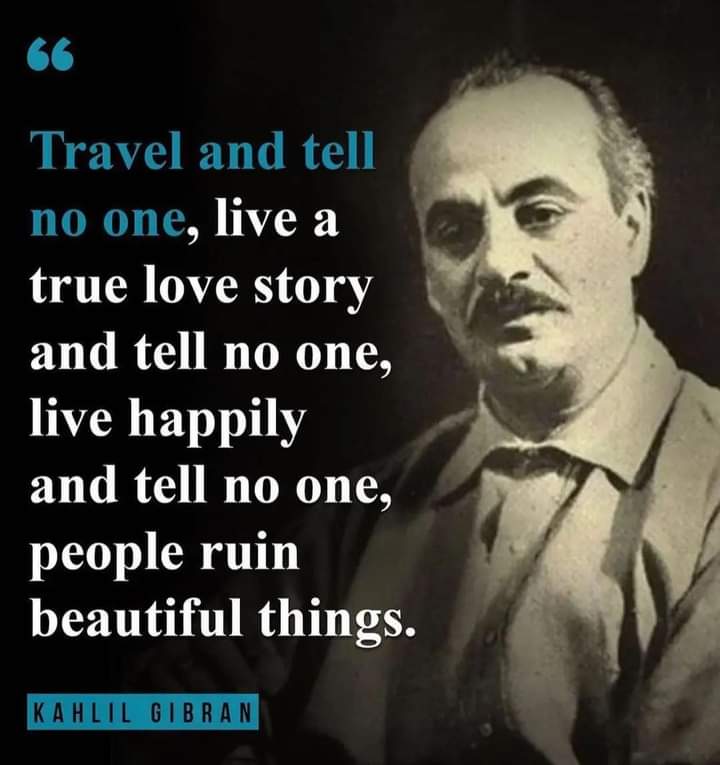 “
Travel and tell
no one, live a
true love story
and tell no one,
live happily
and tell no one,
people ruin
beautiful things.
KAHLIL GIBRAN